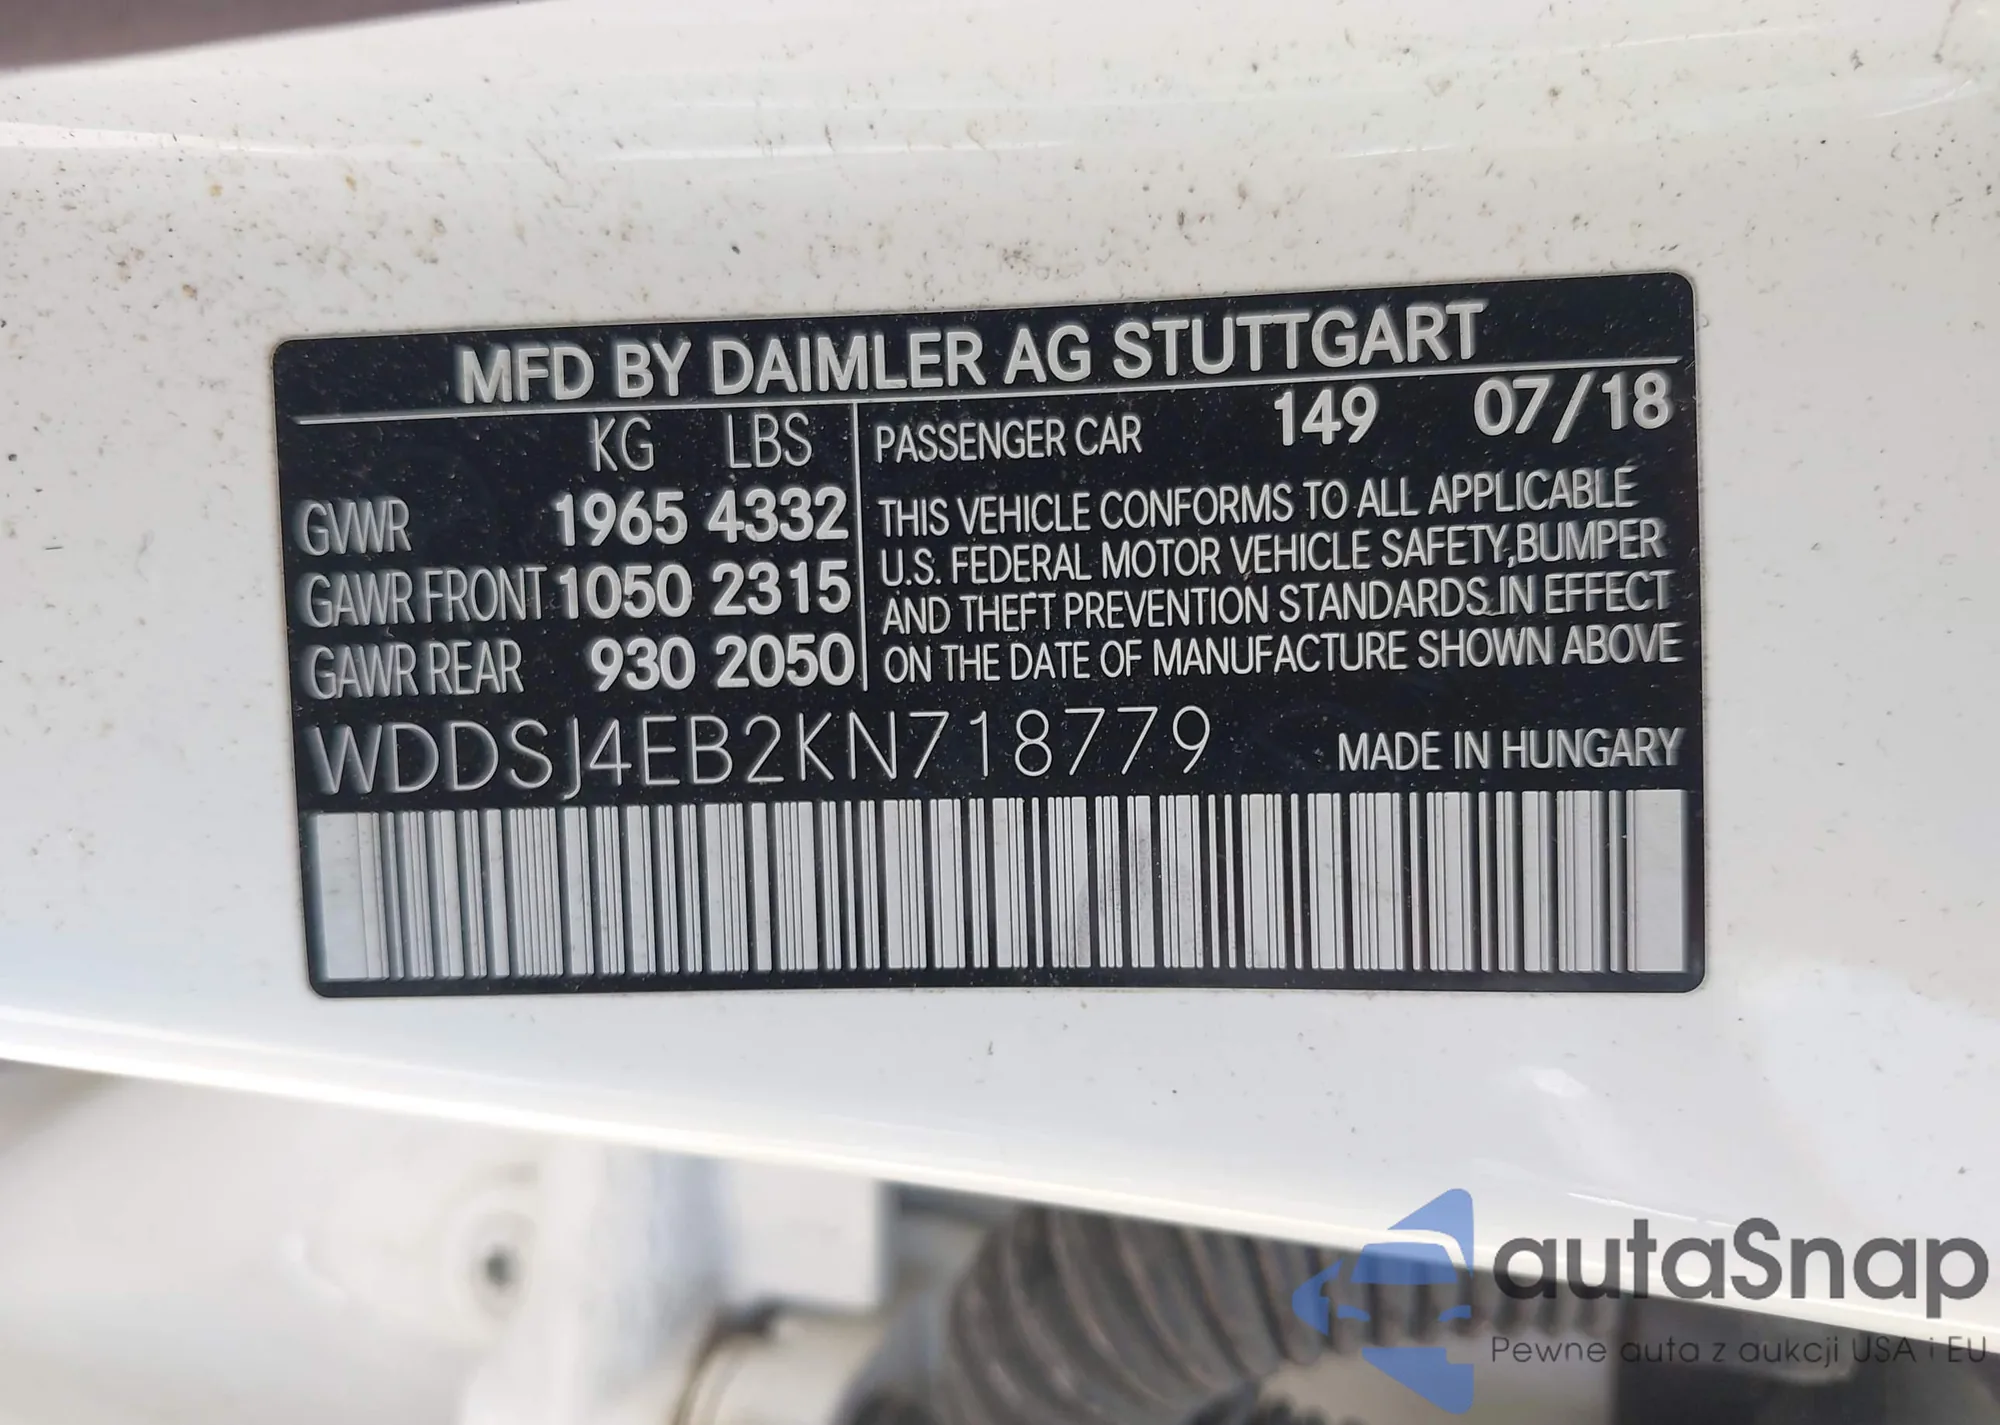 MFD BY DAIMLER AG STUTTGART
KG LBS
GVWR 1965 4332
GAWR FRONT 1050 2315
GAWR REAR 930 2050
PASSENGER CAR 149 07/18
THIS VEHICLE CONFORMS TO ALL APPLICABLE
U.S. FEDERAL MOTOR VEHICLE SAFETY,BUMPER
AND THEFT PREVENTION STANDARDS IN EFFECT
ON THE DATE OF MANUFACTURE SHOWN ABOVE
WDDSJ4EB2KN718779 MADE IN HUNGARY
autaSnap
Pewne auta z aukcji USA i EU